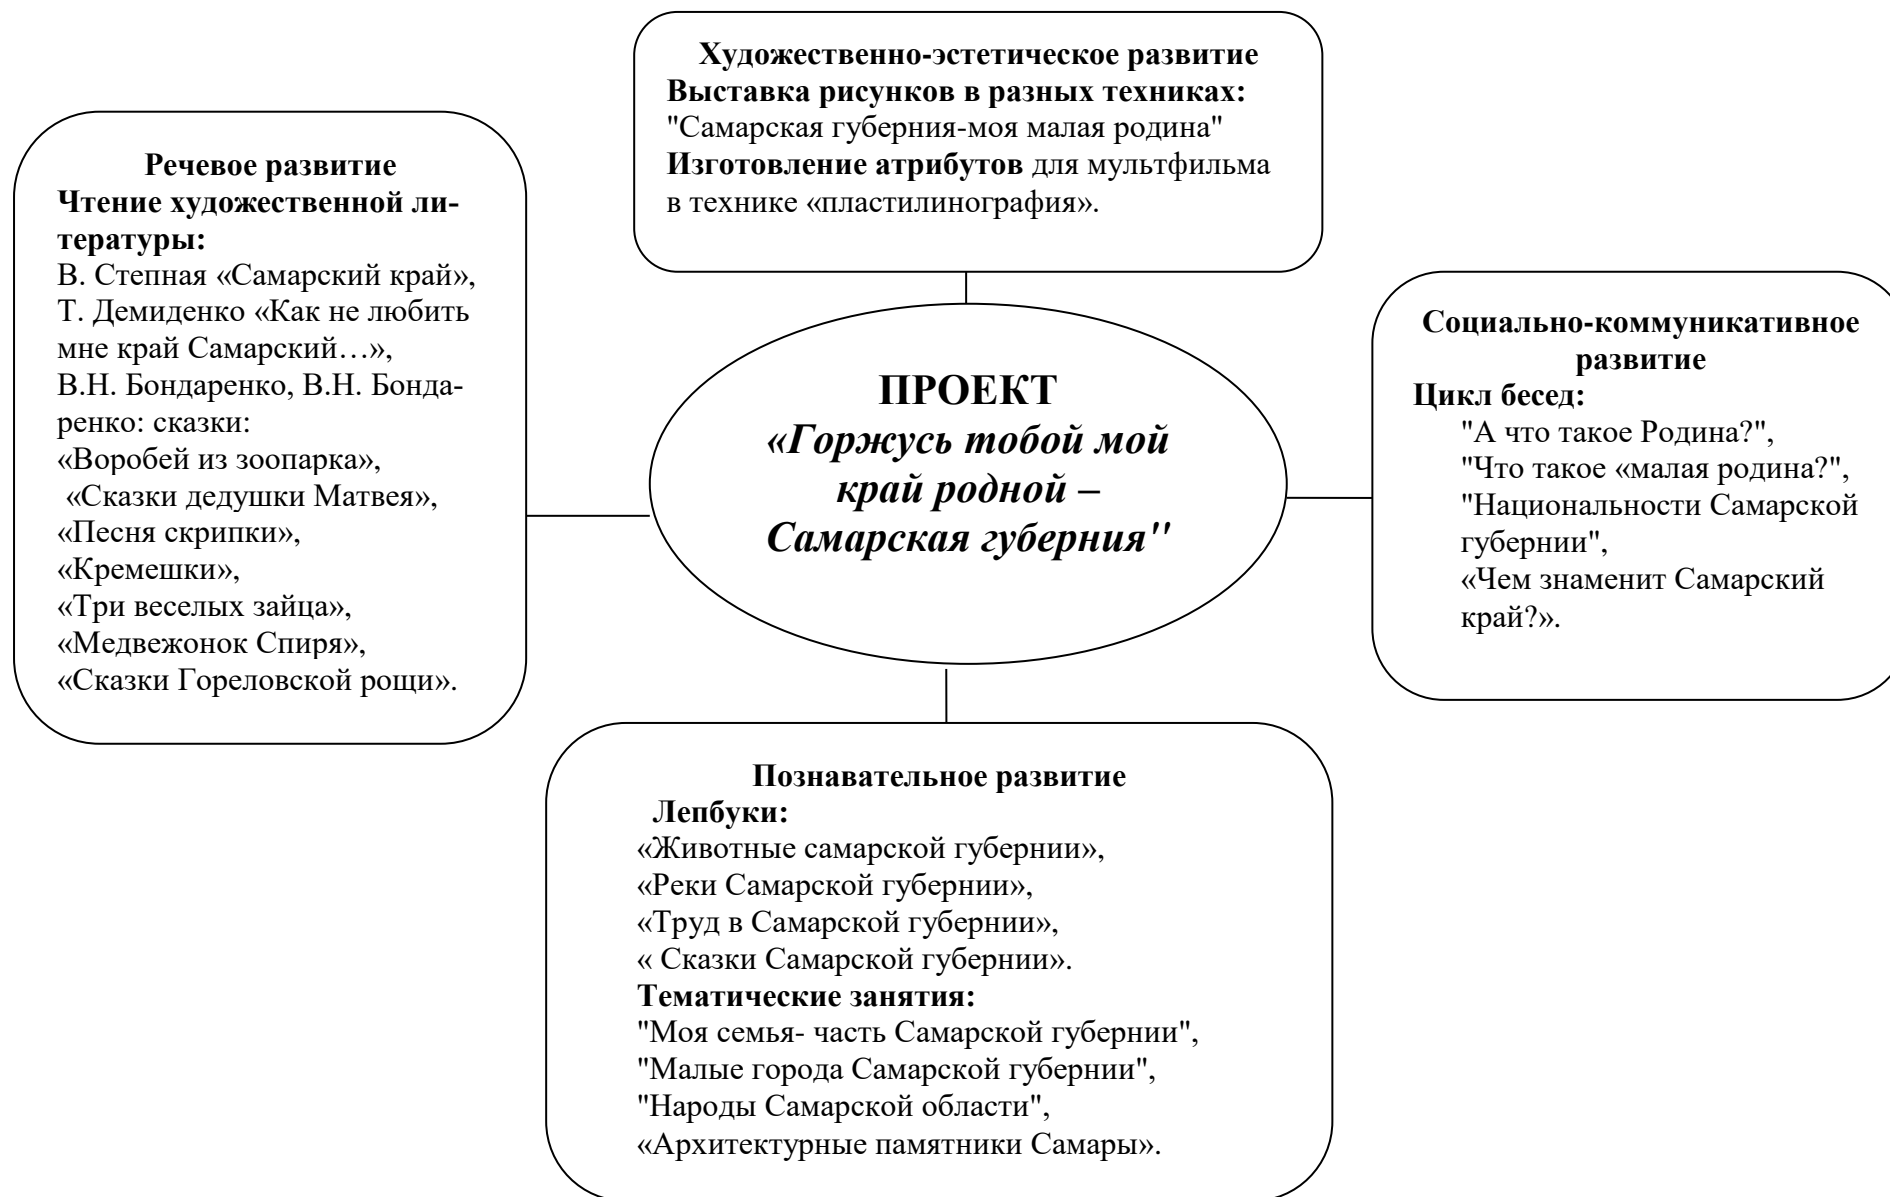 Художественно-эстетическое развитие
Выставка рисунков в разных техниках:
"Самарская губерния-моя малая родина"
Изготовление атрибутов для мультфильма
в технике «пластилинография».
Речевое развитие
Чтение художественной ли-
тературы:
В. Степная «Самарский край»,
Т. Демиденко «Как не любить
мне край Самарский…»,
В.Н. Бондаренко, В.Н. Бонда-
ренко: сказки:
«Воробей из зоопарка»,
«Сказки дедушки Матвея»,
«Песня скрипки»,
«Кремешки»,
«Три веселых зайца»,
«Медвежонок Спиря»,
«Сказки Гореловской рощи».
ПРОЕКТ
«Горжусь тобой мой
край родной –
Самарская губерния"
Социально-коммуникативное
развитие
Цикл бесед:
"А что такое Родина?",
"Что такое «малая родина?",
"Национальности Самарской
губернии",
«Чем знаменит Самарский
край?».
Познавательное развитие
Лепбуки:
«Животные самарской губернии»,
«Реки Самарской губернии»,
«Труд в Самарской губернии»,
« Сказки Самарской губернии».
Тематические занятия:
"Моя семья- часть Самарской губернии",
"Малые города Самарской губернии",
"Народы Самарской области",
«Архитектурные памятники Самары».